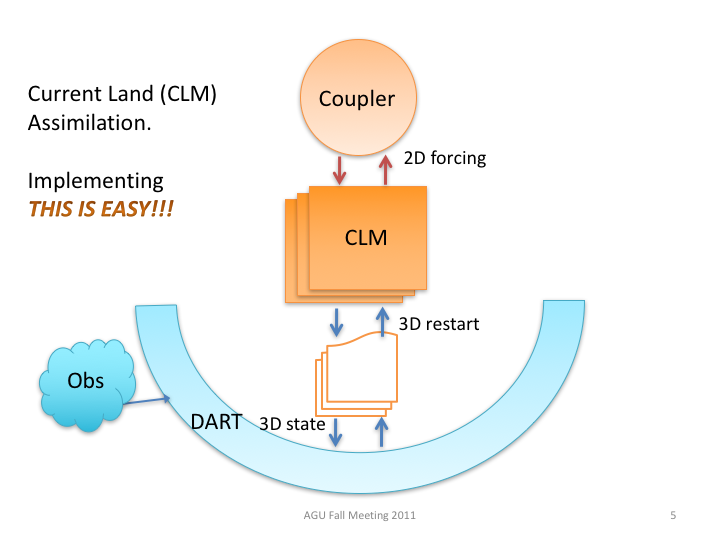 Current Land (CLM)
Assimilation.
Implementing
THIS IS EASY!!!
Coupler
2D forcing
CLM
3D restart
Obs
DART
3D state
AGU Fall Meeting 2011
5